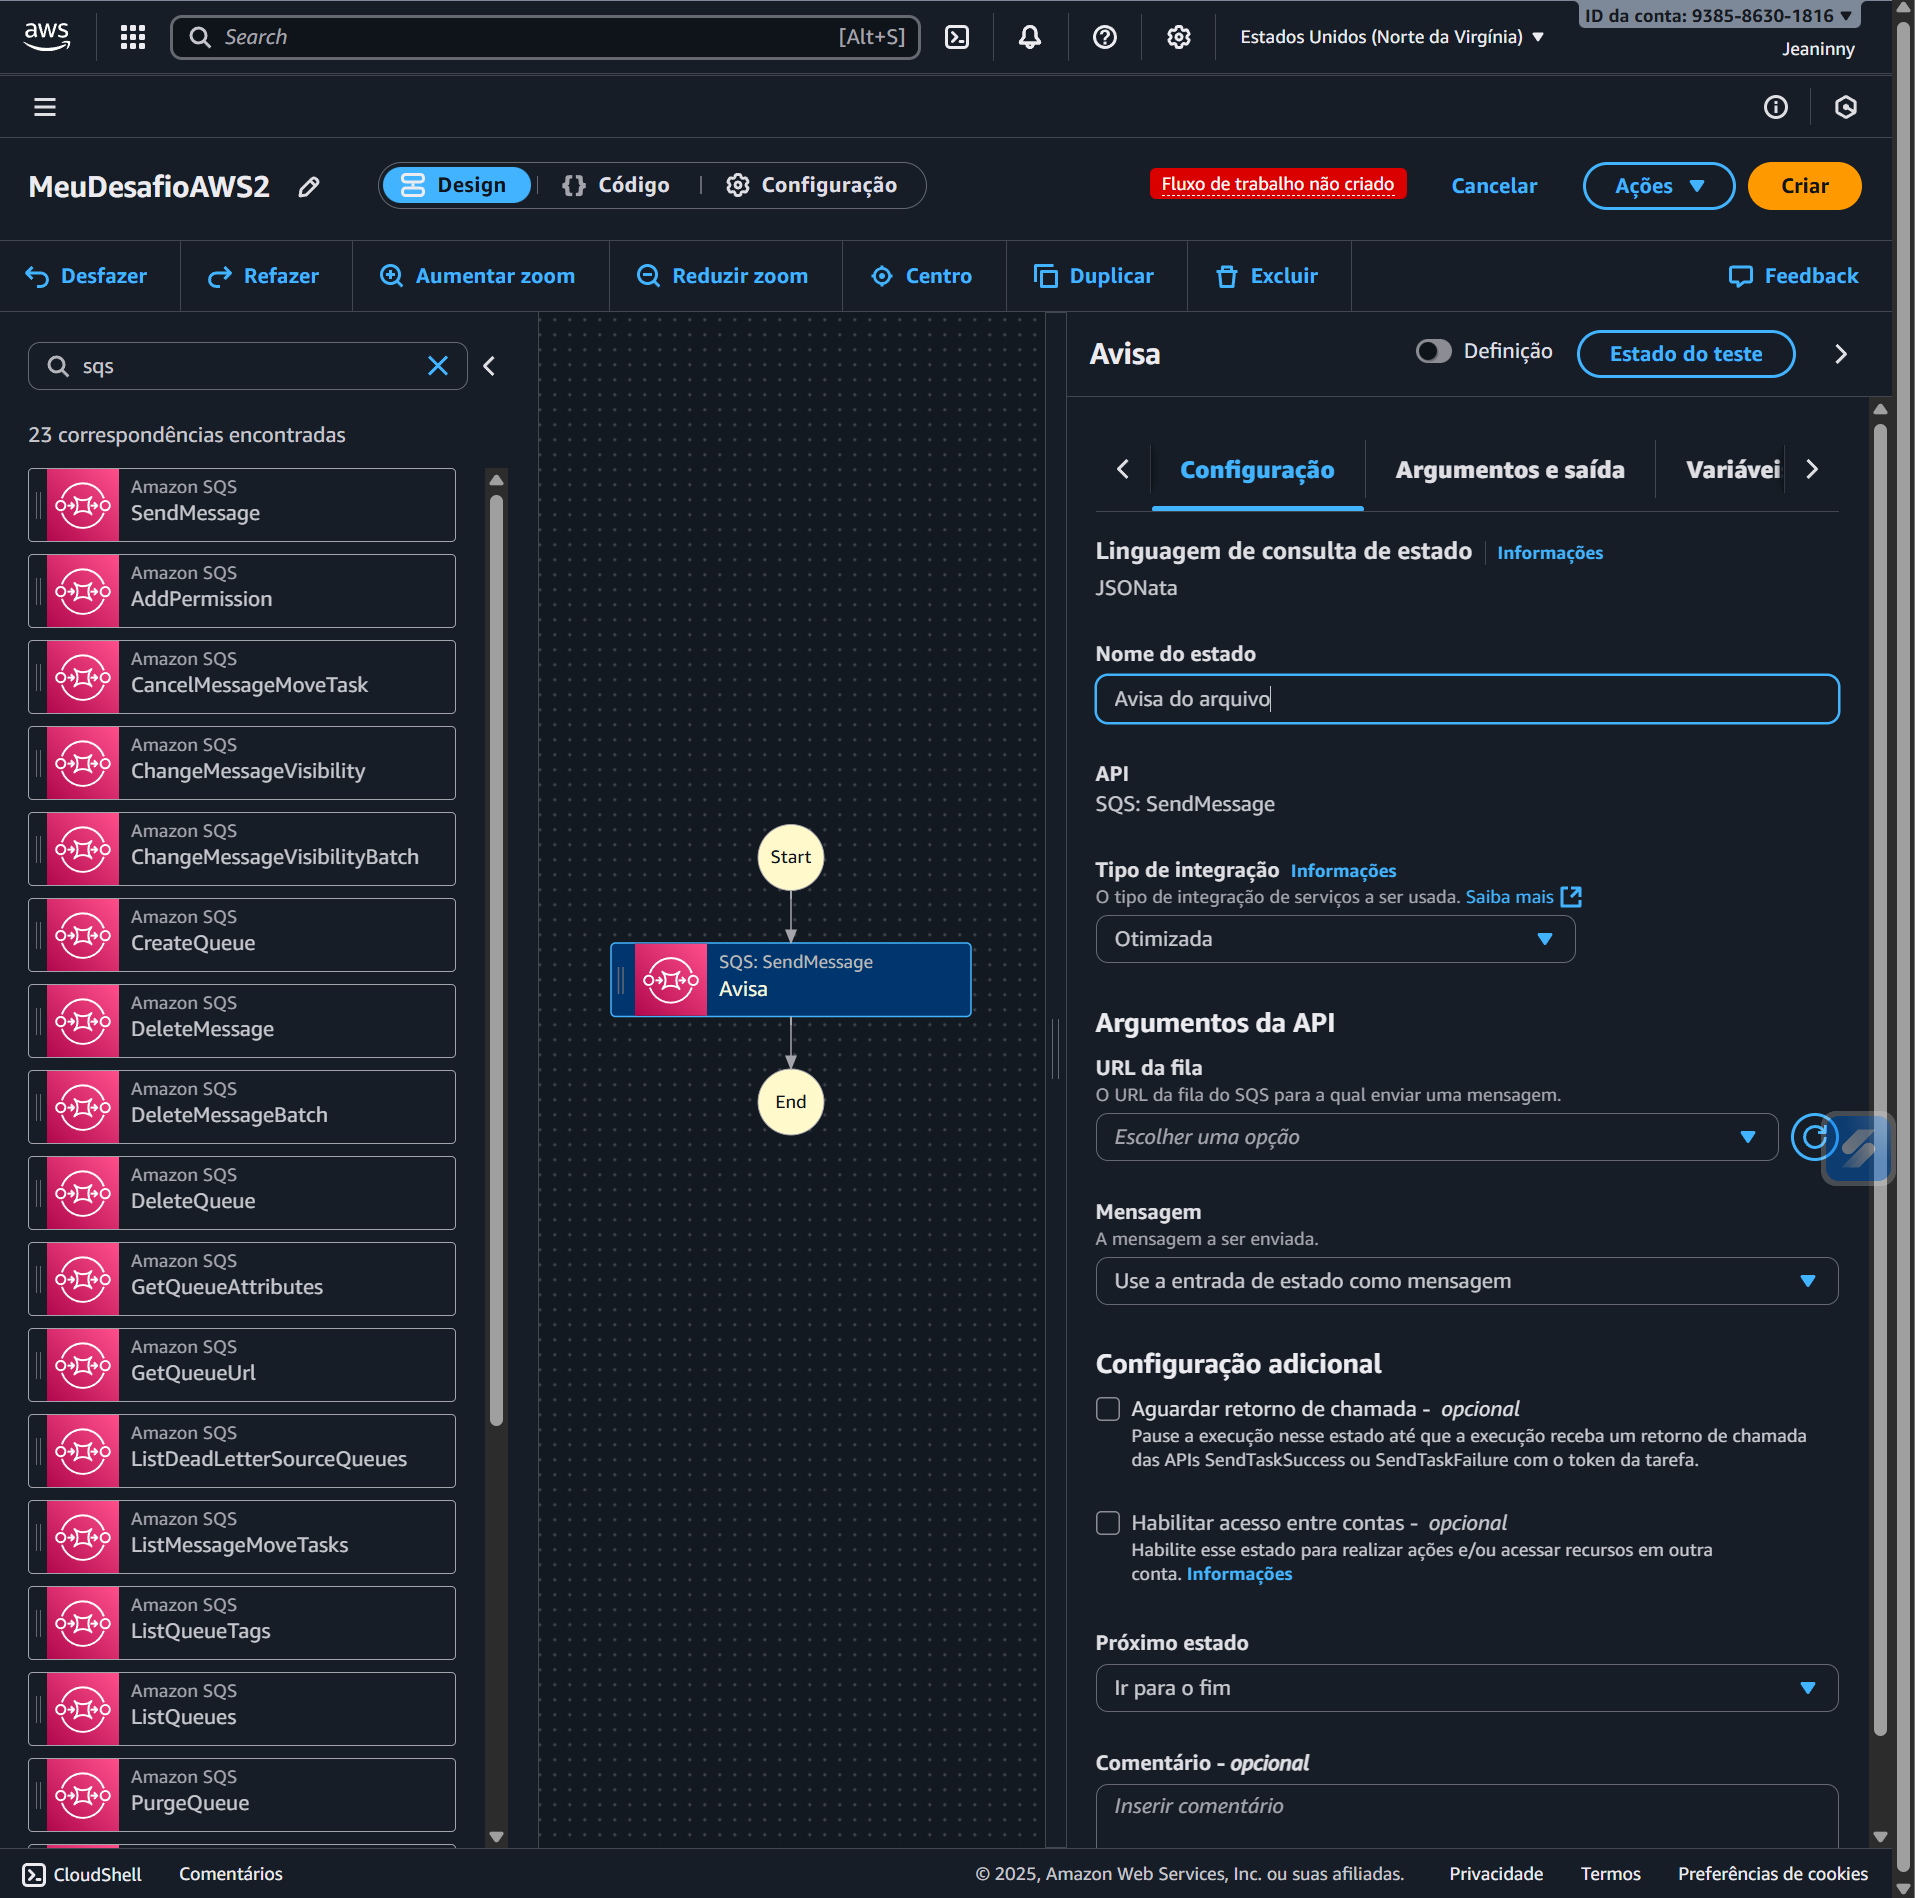 aws
Search
[Alt+S]
Estados Unidos (Norte da Virgínia)
ID da conta: 9385-8630-1816
Jeaninny
MeuDesafioAWS2
Design
Código
Configuração
Fluxo de trabalho não criado
Cancelar
Ações
Criar
Desfazer
Refazer
Aumentar zoom
Reduzir zoom
Centro
Duplicar
Excluir
Feedback
sqs
23 correspondências encontradas
Amazon SQS
SendMessage
Amazon SQS
AddPermission
Amazon SQS
CancelMessageMoveTask
Amazon SQS
ChangeMessageVisibility
Amazon SQS
ChangeMessageVisibilityBatch
Amazon SQS
CreateQueue
Amazon SQS
DeleteMessage
Amazon SQS
DeleteMessageBatch
Amazon SQS
DeleteQueue
Amazon SQS
GetQueueAttributes
Amazon SQS
GetQueueUrl
Amazon SQS
ListDeadLetterSourceQueues
Amazon SQS
ListMessageMoveTasks
Amazon SQS
ListQueueTags
Amazon SQS
ListQueues
Amazon SQS
PurgeQueue
Start
SQS: SendMessage
Avisa
End
Avisa
Definição
Estado do teste
Configuração
Argumentos e saída
Variávei
Linguagem de consulta de estado
Informações
JSONata
Nome do estado
Avisa do arquivo
API
SQS: SendMessage
Tipo de integração Informações
O tipo de integração de serviços a ser usada. Saiba mais
Otimizada
Argumentos da API
URL da fila
O URL da fila do SQS para a qual enviar uma mensagem.
Escolher uma opção
Mensagem
A mensagem a ser enviada.
Use a entrada de estado como mensagem
Configuração adicional
Aguardar retorno de chamada - opcional
Pause a execução nesse estado até que a execução receba um retorno de chamada
das APIs SendTaskSuccess ou SendTaskFailure com o token da tarefa.
Habilitar acesso entre contas - opcional
Habilite esse estado para realizar ações e/ou acessar recursos em outra
conta. Informações
Próximo estado
Ir para o fim
Comentário - opcional
Inserir comentário
CloudShell
Comentários
© 2025, Amazon Web Services, Inc. ou suas afiliadas.
Privacidade
Termos
Preferências de cookies